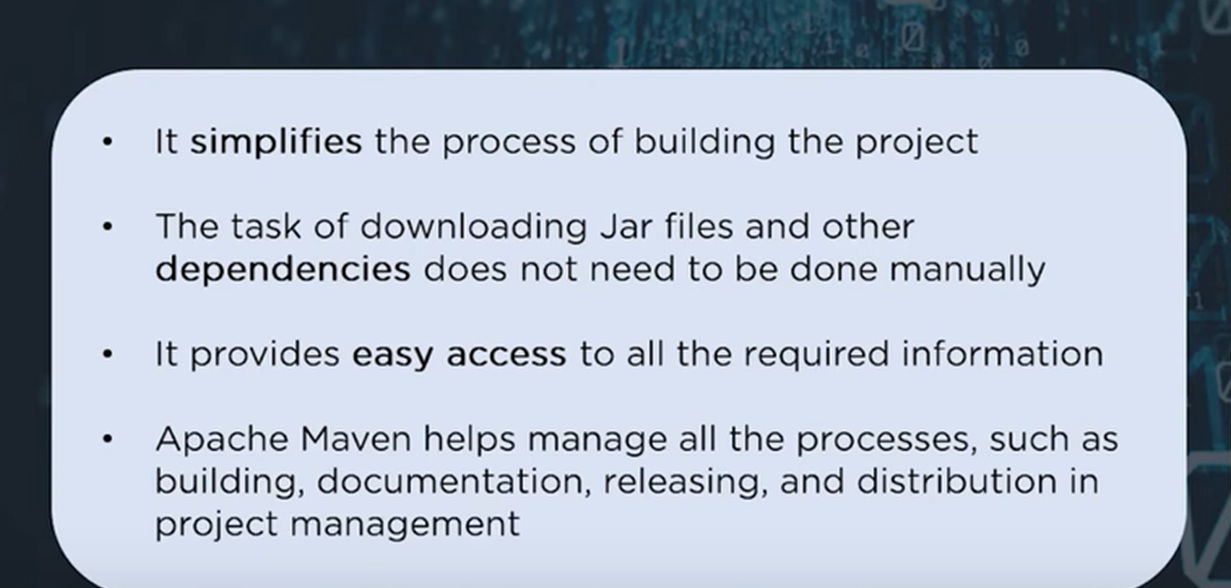 • It simplifies the process of building the project
• The task of downloading Jar files and other
dependencies does not need to be done manually
• It provides easy access to all the required information
• Apache Maven helps manage all the processes, such as
building, documentation, releasing, and distribution in
project management